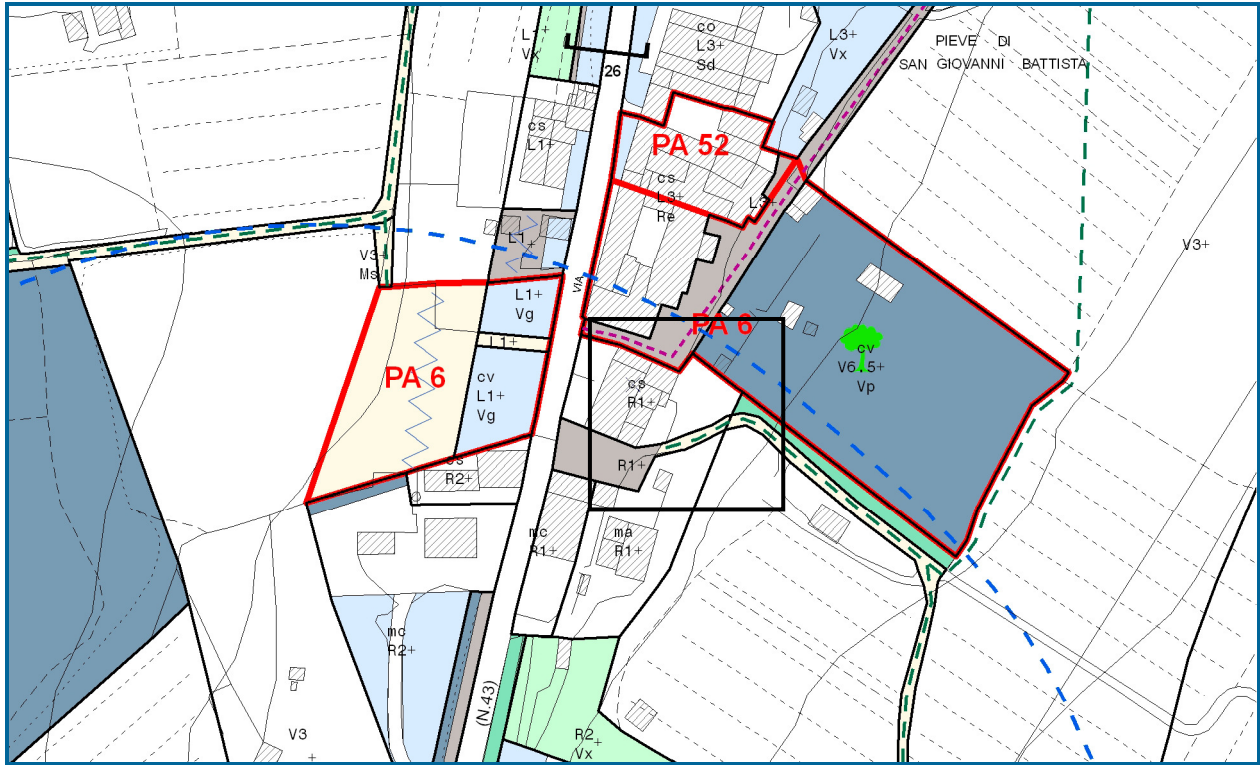 L1+
Vx
26
co
L3+
Sd
L3+
Vx
PIEVE DI
SAN GIOVANNI BATTISTA
cs
L1+
PA 52
cs
L3+
Re
L3+
L1+
V3+
Ms
V3+
VIA
L1+
Vg
L1+
PA 6
PA 6
cv
L1+
Vg
cv
V6.5+
Vp
cs
R1+
R1+
cs
R2+
mc
R1+
ma
R1+
mc
R2+
(N.43)
V3
+
R2+
Vx